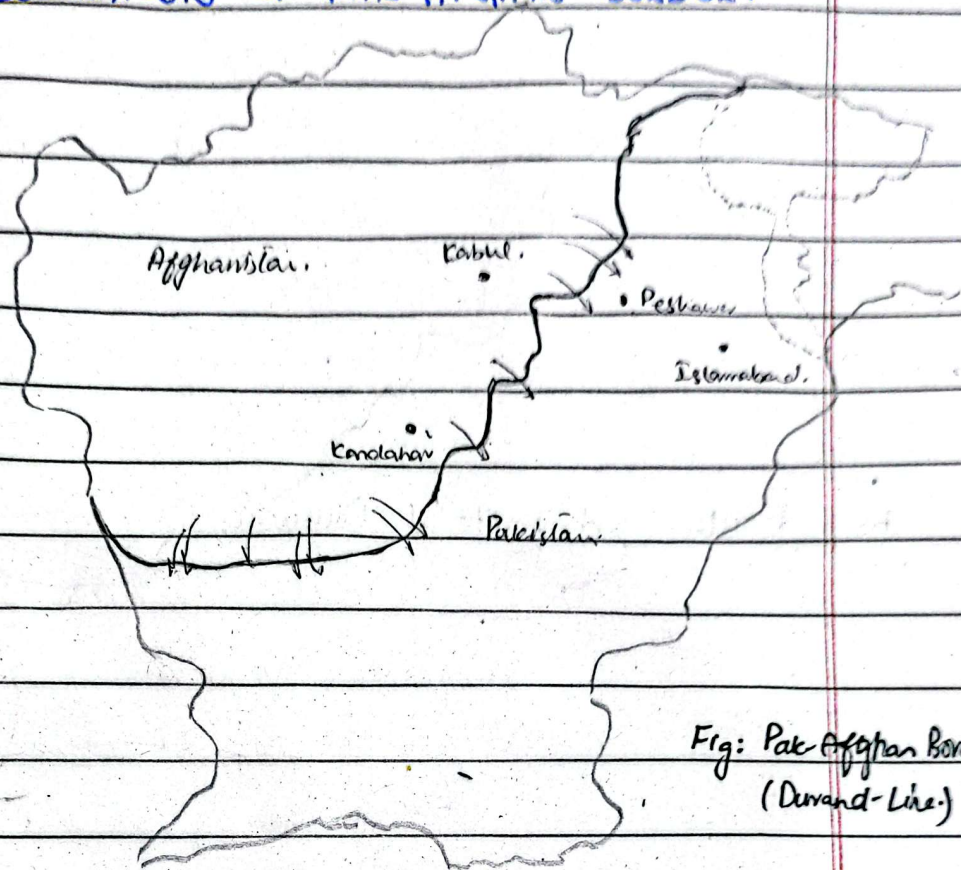 Afghanistan.
Kabul.
Peshawar
Islamabad.
Kandahar
Pakistan.
Fig: Pak-Afghan Bor
(Durand-Line.)